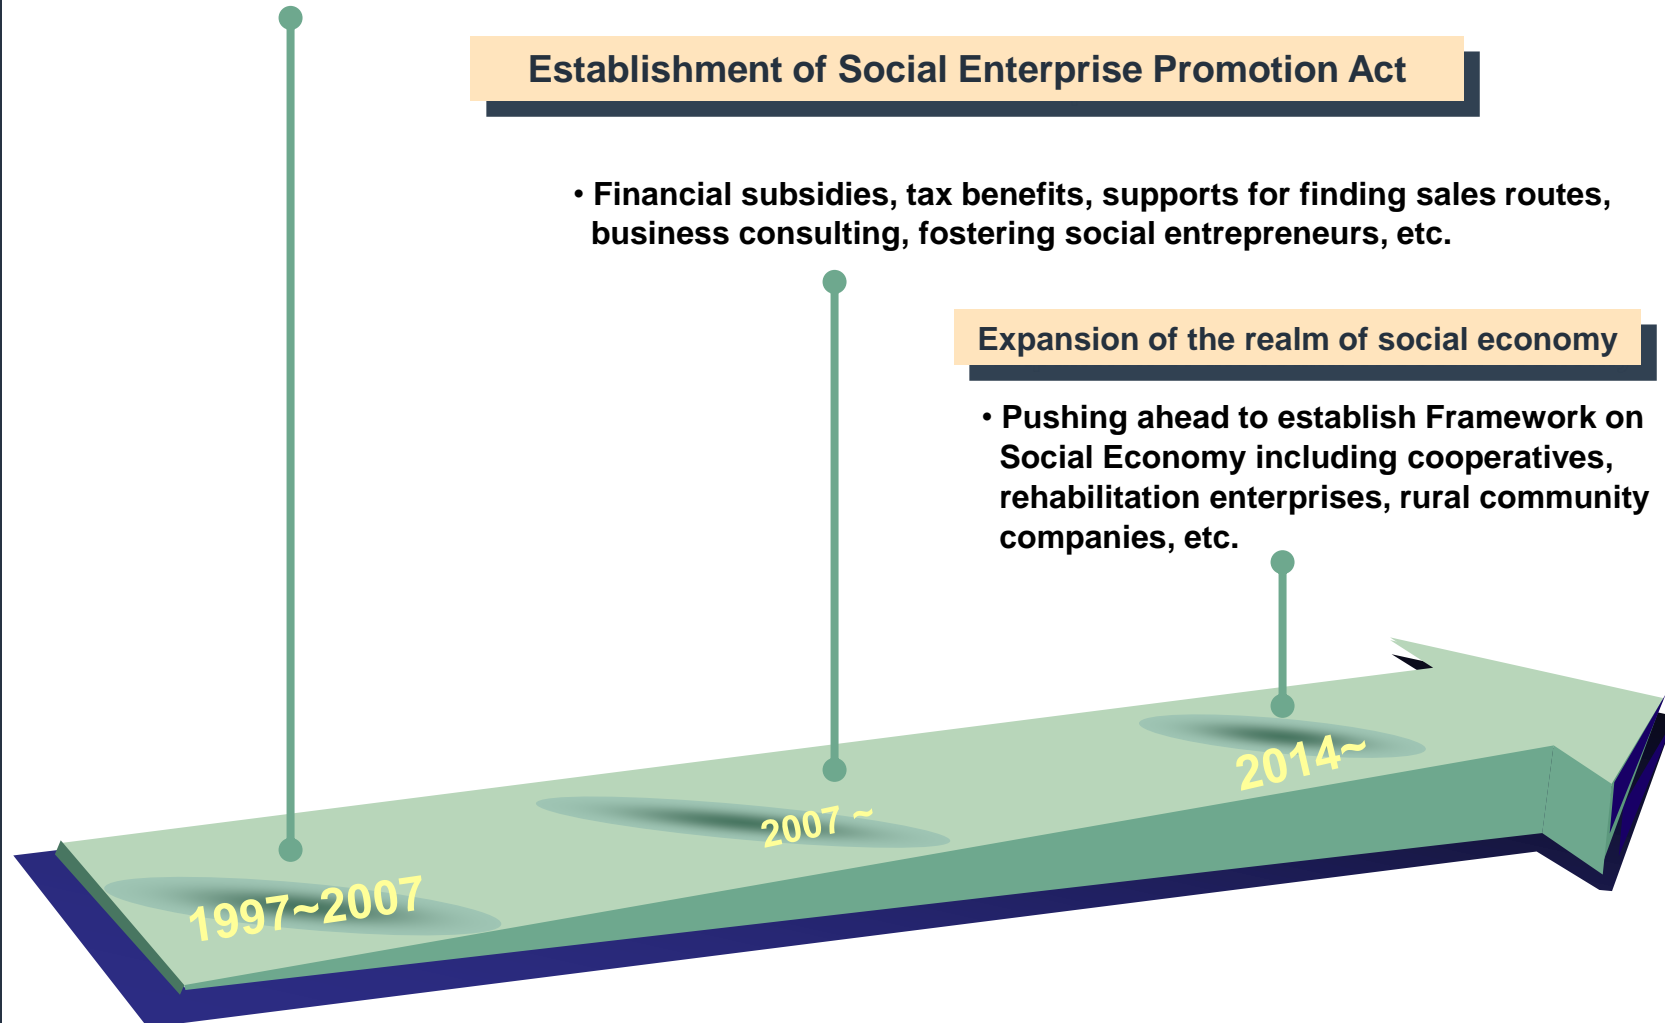 Establishment of Social Enterprise Promotion Act
• Financial subsidies, tax benefits, supports for finding sales routes,
business consulting, fostering social entrepreneurs, etc.
Expansion of the realm of social economy
• Pushing ahead to establish Framework on
Social Economy including cooperatives,
rehabilitation enterprises, rural community
companies, etc.
2014~
2007 ~
1997~2007